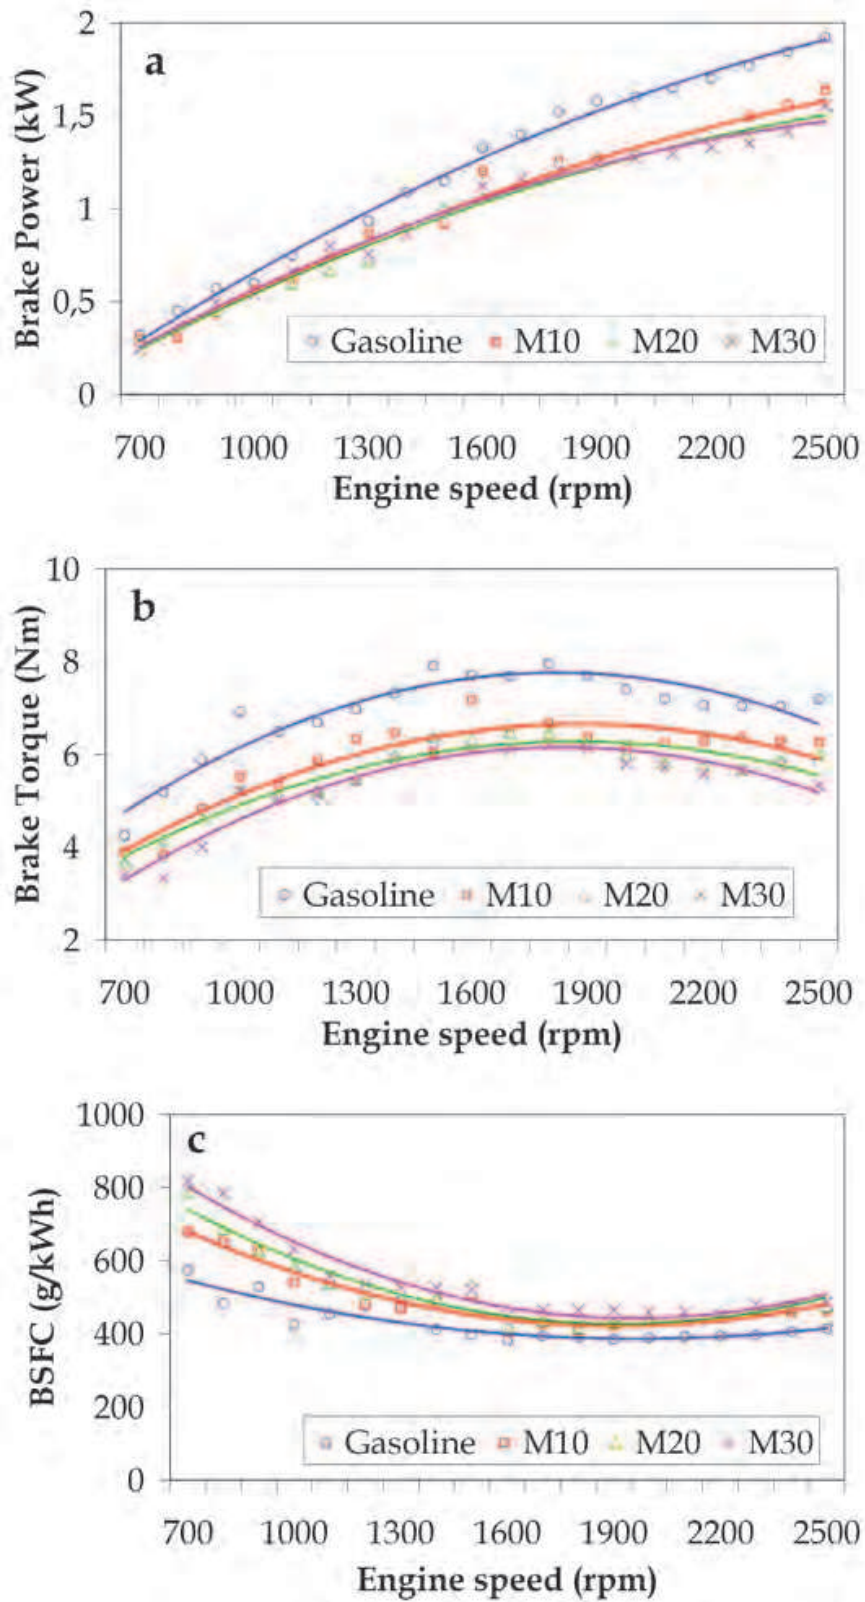 2
a
1,5
1
0,5
0
Brake Power (kW)
Gasoline M10 M20 M30
700 1000 1300 1600 1900 2200 2500
Engine speed (rpm)
10
b
8
6
4
2
Brake Torque (Nm)
Gasoline M10 M20 M30
700 1000 1300 1600 1900 2200 2500
Engine speed (rpm)
1000
c
800
600
400
200
0
BSFC (g/kWh)
Gasoline M10 M20 M30
700 1000 1300 1600 1900 2200 2500
Engine speed (rpm)